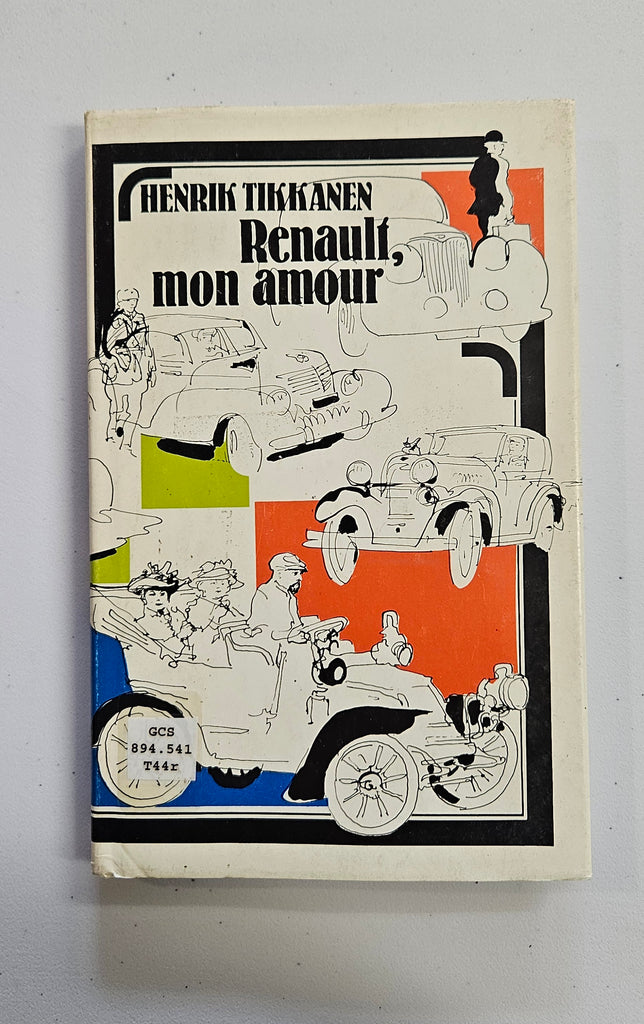 HENRIK TIKKANEN
Renault,
mon amour
GCS
894.541
T44r